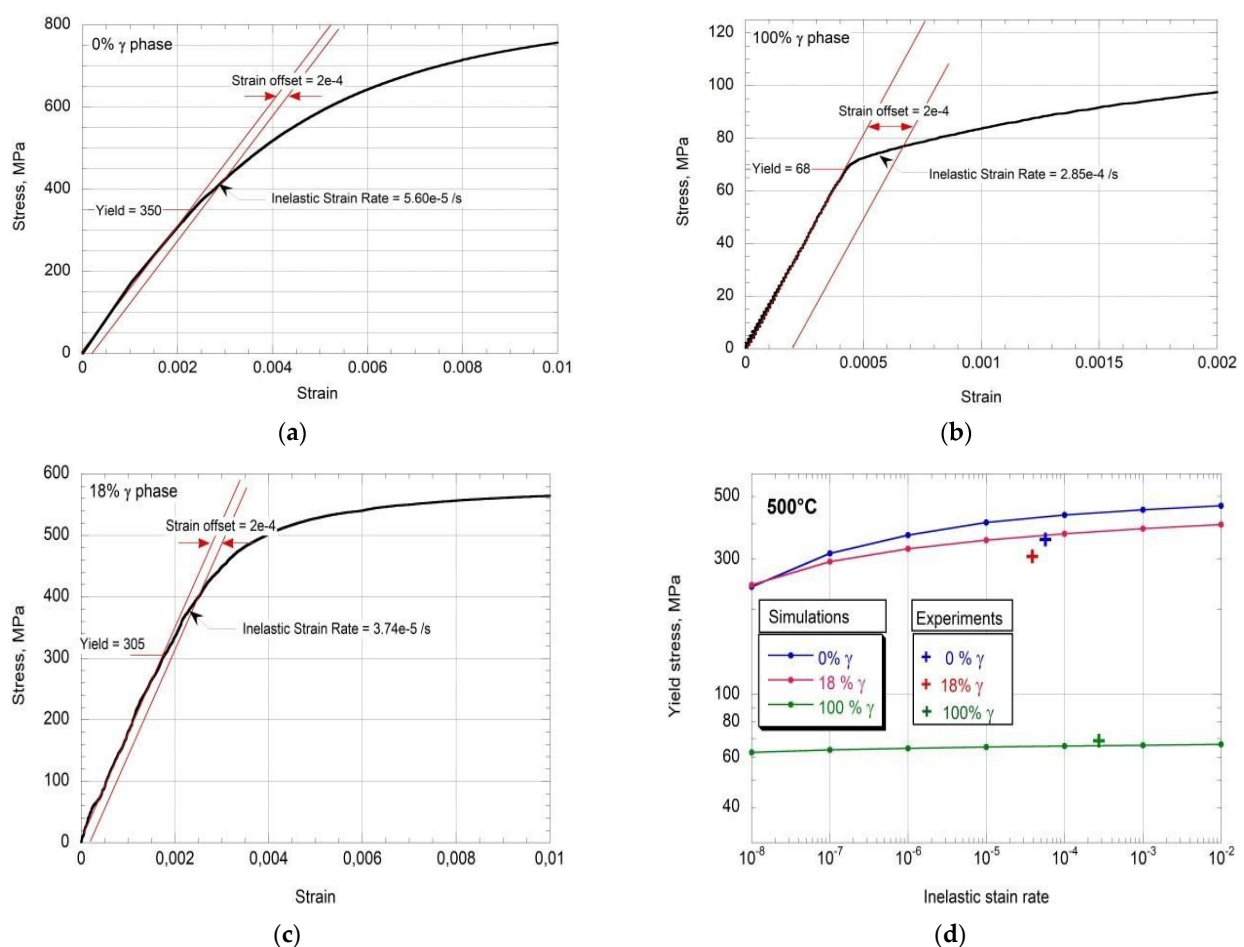 0% γ phase
Strain offset = 2e-4
Yield = 350
Inelastic Strain Rate = 5.60e-5 /s
Stress, MPa
800
600
400
200
0
0
0.002
0.004
0.006
0.008
0.01
Strain
(a)
100% γ phase
Strain offset = 2e-4
Yield = 68
Inelastic Strain Rate = 2.85e-4 /s
Stress, MPa
120
100
80
60
40
20
0
0
0.0005
0.001
0.0015
0.002
Strain
(b)
18% γ phase
Strain offset = 2e-4
Yield = 305
Inelastic Strain Rate = 3.74e-5 /s
Stress, MPa
600
500
400
300
200
100
0
0
0,002
0,004
0,006
0,008
0,01
Strain
(c)
500°C
Simulations
0% γ
18 % γ
100 % γ
Experiments
0 % γ
18% γ
100% γ
Yield stress, MPa
500
300
100
80
60
40
10⁻⁸
10⁻⁷
10⁻⁶
10⁻⁵
10⁻⁴
10⁻³
10⁻²
Inelastic stain rate
(d)